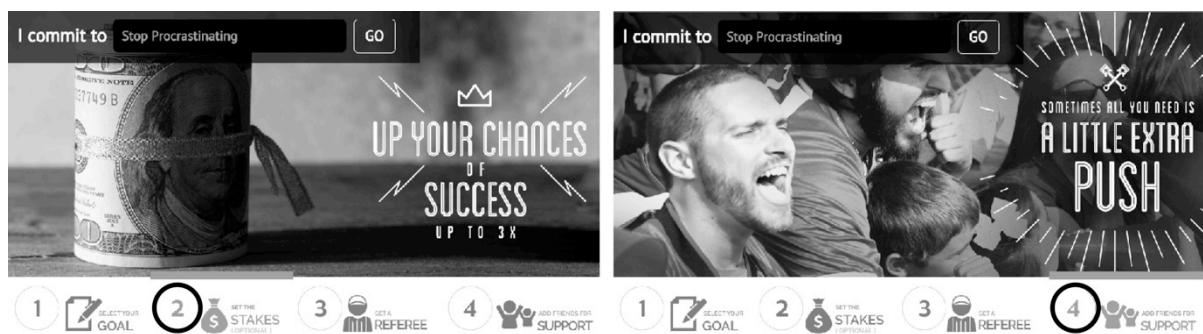 I commit to Stop Procrastinating GO
7749 B
UP YOUR CHANCES
OF
SUCCESS
UP TO 3X
1 SELECT YOUR
GOAL
2 SET THE
STAKES
(OPTIONAL)
3 GET A
REFEREE
4 ADD FRIENDS FOR
SUPPORT
I commit to Stop Procrastinating GO
SOMETIMES ALL YOU NEED IS
A LITTLE EXTRA
PUSH
1 SELECT YOUR
GOAL
2 SET THE
STAKES
(OPTIONAL)
3 GET A
REFEREE
4 ADD FRIENDS FOR
SUPPORT